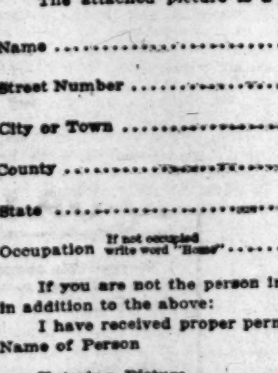 The attached picture is a
Name ....................
Street Number ..............
City or Town ................
County ....................
State ......................
Occupation If not occupied
write word "Home" .....
If you are not the person in
in addition to the above:
I have received proper perm
Name of Person